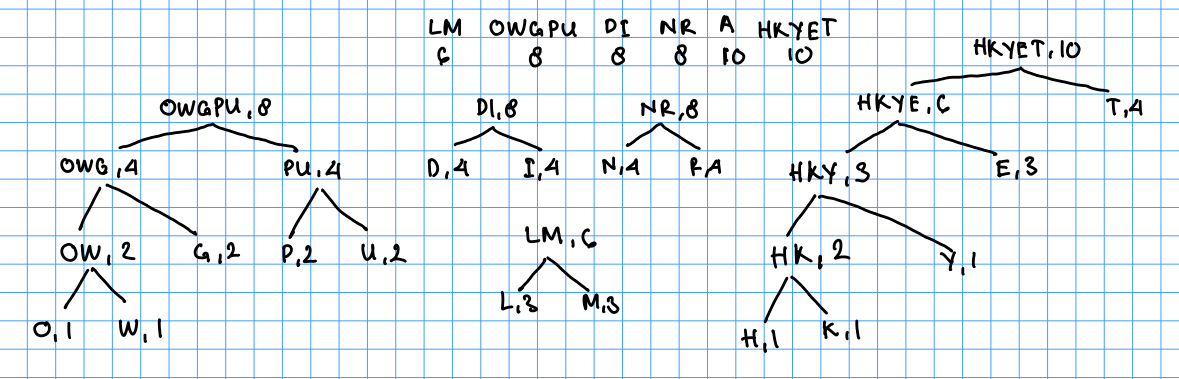 LM OWGPU DI NR A HKYET
6 8 8 8 10 10
HKYET, 10
OWGPU, 8 DI, 8 NR, 8 HKYE, 6 T, 4
OWG, 4 PU, 4 D, 4 I, 4 N, 4 R, 4 HKY, 3 E, 3
OW, 2 G, 2 P, 2 U, 2 LM, 6 HK, 2 Y, 1
O, 1 W, 1 L, 3 M, 3 H, 1 K, 1